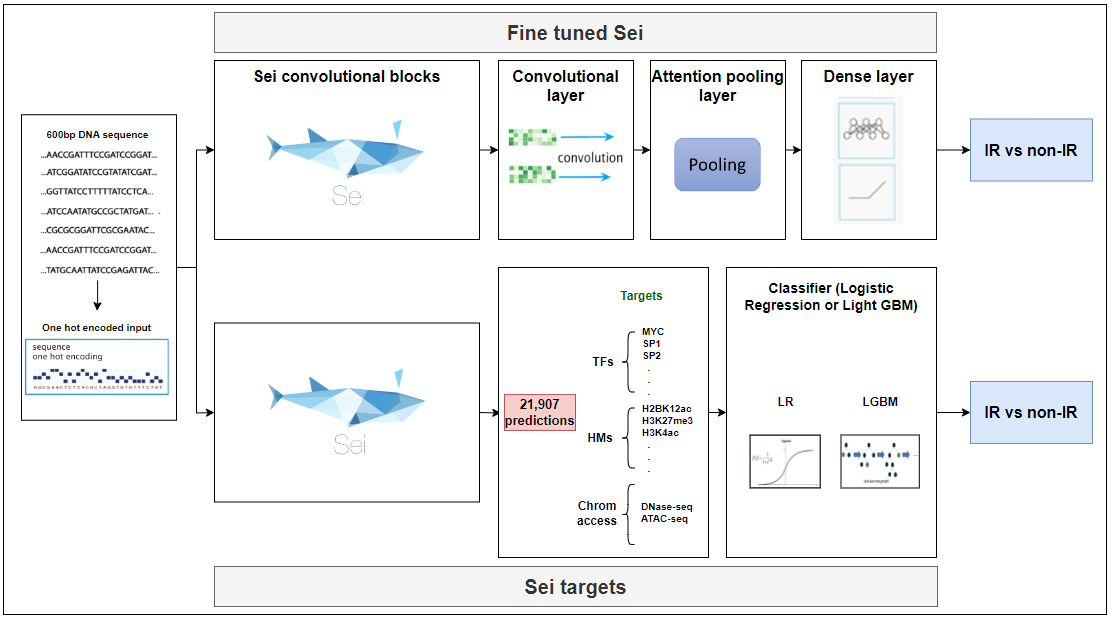 Fine tuned Sei
600bp DNA sequence
...AACCGATTTCCGATCCGGAT...
...ATCGGATATCCGTATATCGAT...
...GGTTATCCTTTTTATCCTCA...
...ATCCAATATGCCGCTATGAT... .
...CGCGCGGATTCGCGAATAC...
...AACCGATTTCCGATCCGGAT...
...TATGCAATTATCCGAGATTAC...
One hot encoded input
sequence
one hot encoding
Sei convolutional blocks
Sei
Convolutional
layer
convolution
Attention pooling
layer
Pooling
Dense layer
IR vs non-IR
Sei
21,907
predictions
Targets
TFs
MYC
SP1
SP2
.
.
.
HMs
H2BK12ac
H3K27me3
H3K4ac
.
.
.
Chrom
access
DNase-seq
ATAC-seq
Classifier (Logistic
Regression or Light GBM)
LR
LGBM
IR vs non-IR
Sei targets